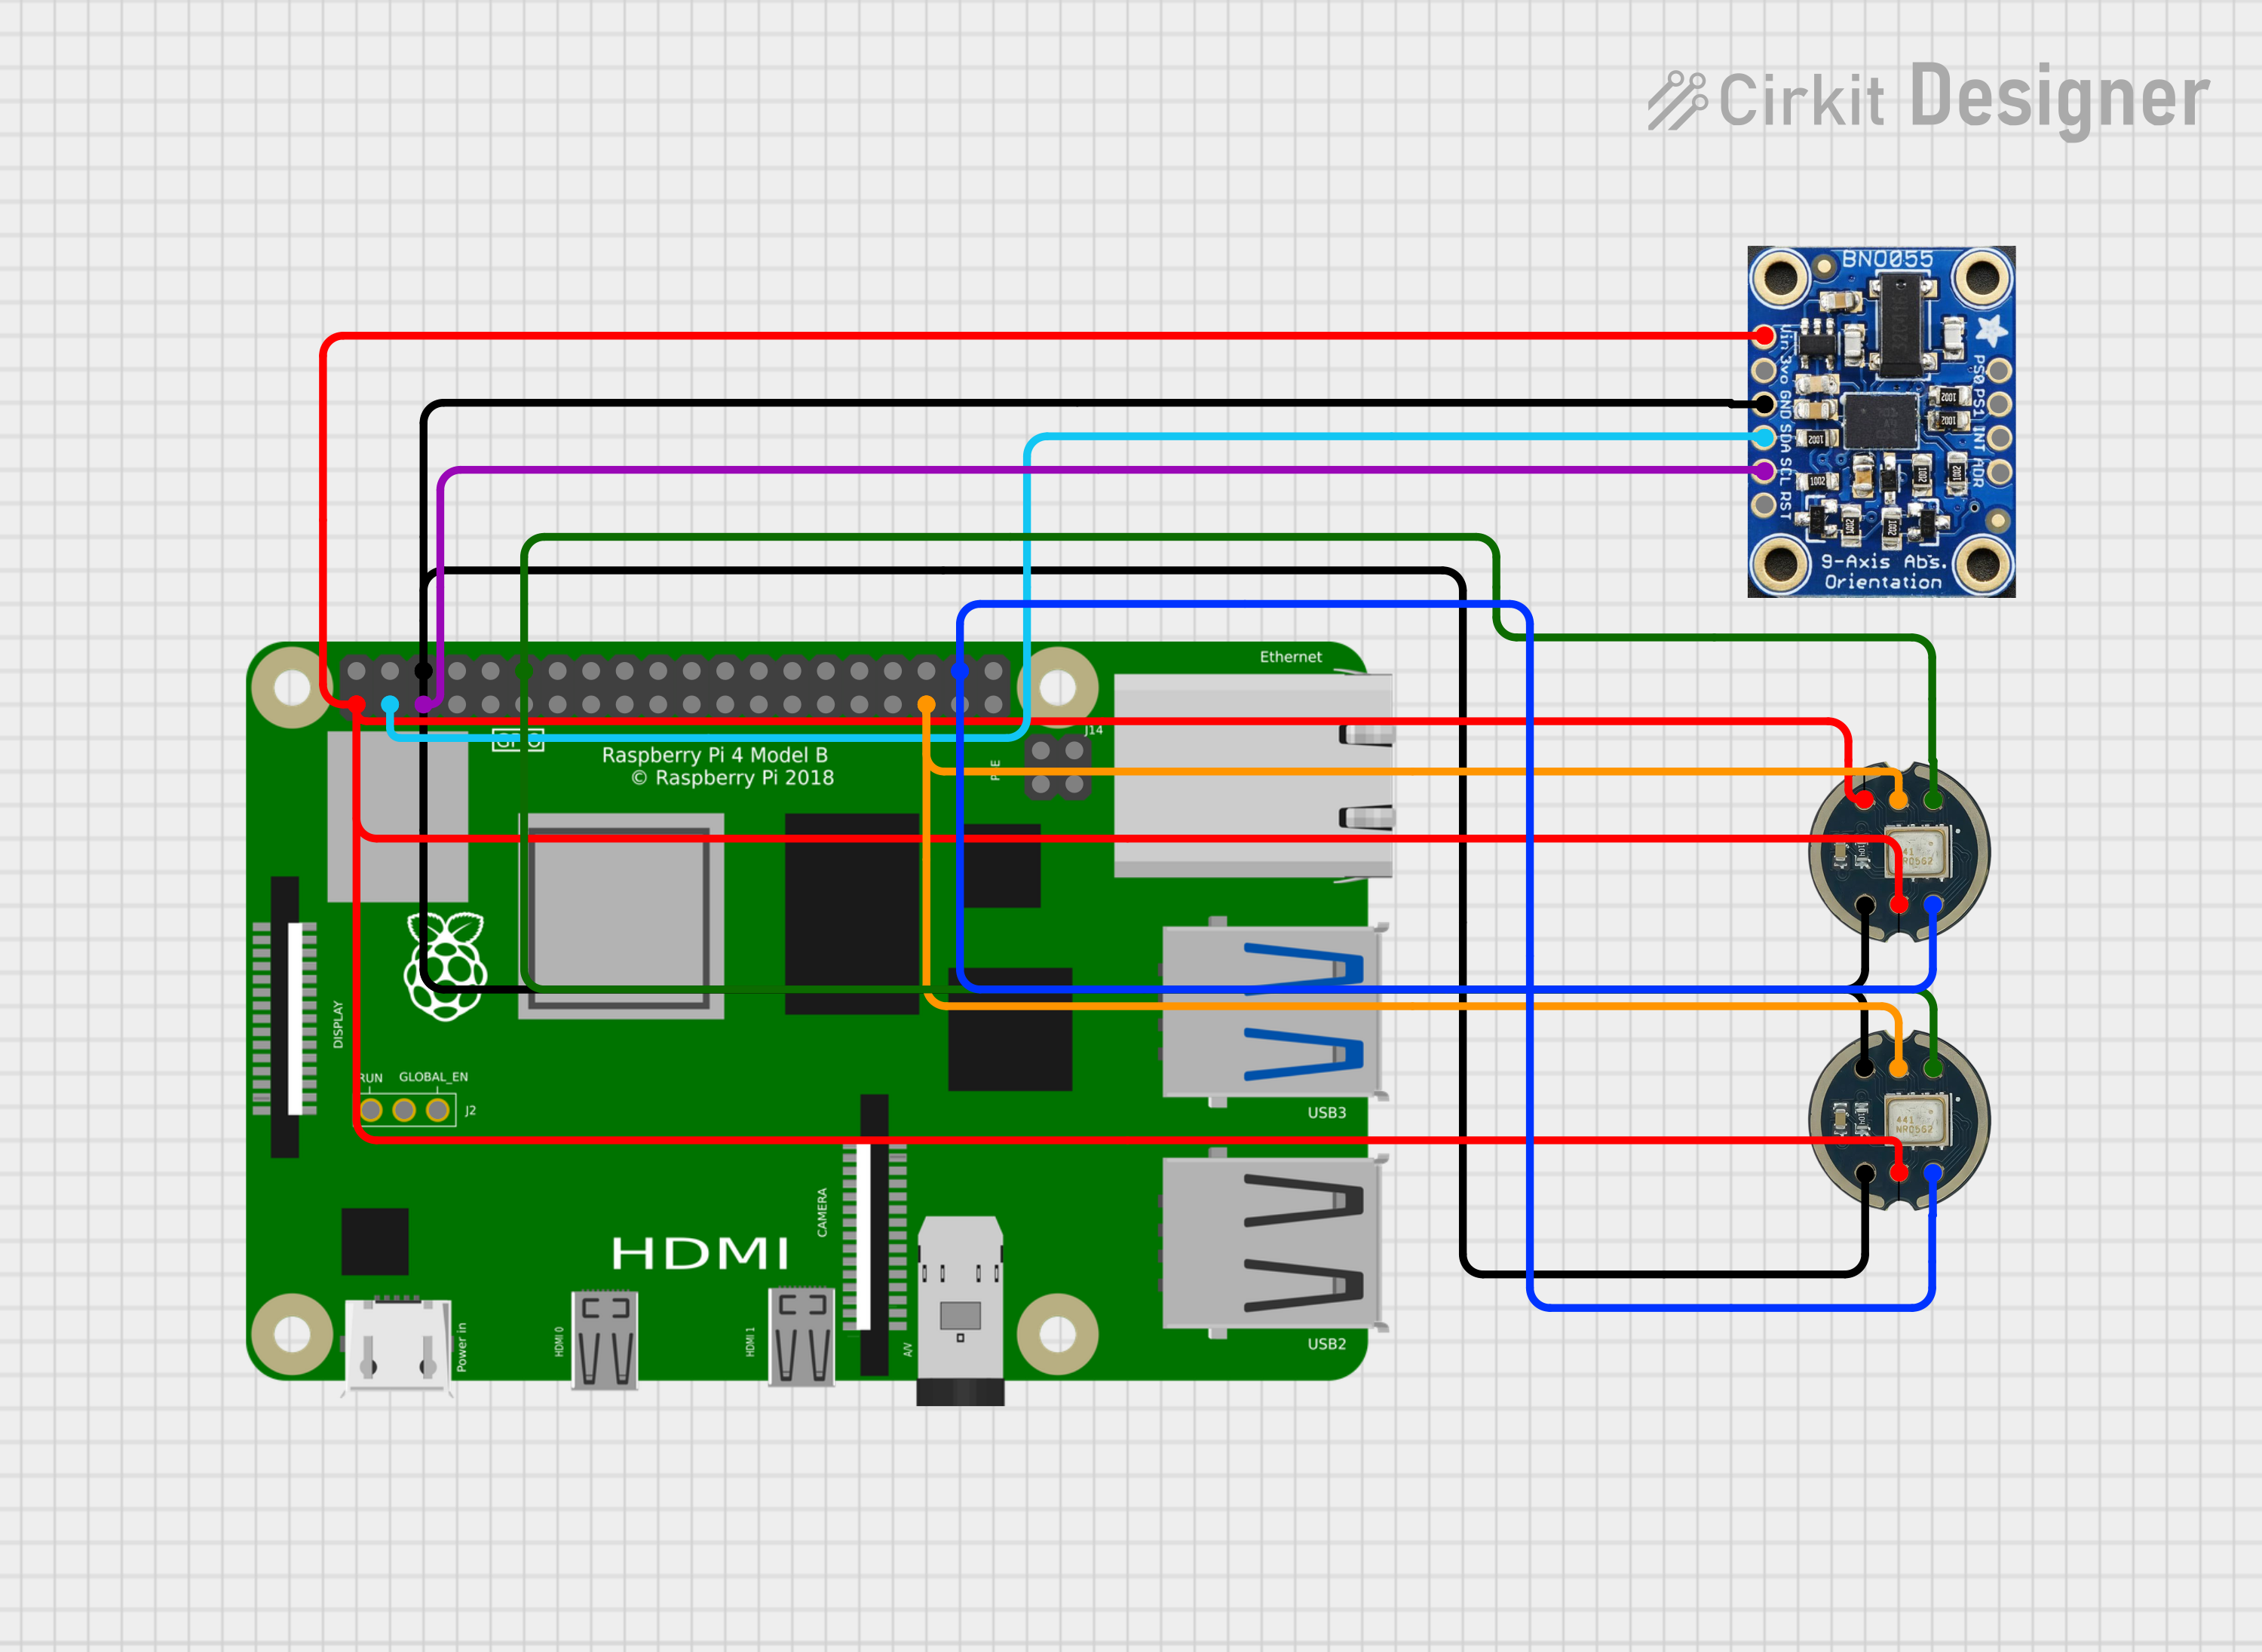 Cirkit Designer
BNO055
Vin 3vo GND SDA SCL RST
PS0 PS1 INT ADR
9-Axis Abs.
Orientation
Ethernet
J14
Raspberry Pi 4 Model B
© Raspberry Pi 2018
DISPLAY
RUN GLOBAL_EN
J2
USB3
CAMERA
HDMI
USB2
Power in
HDMI 0
HDMI 1
A/V
441
NR0562